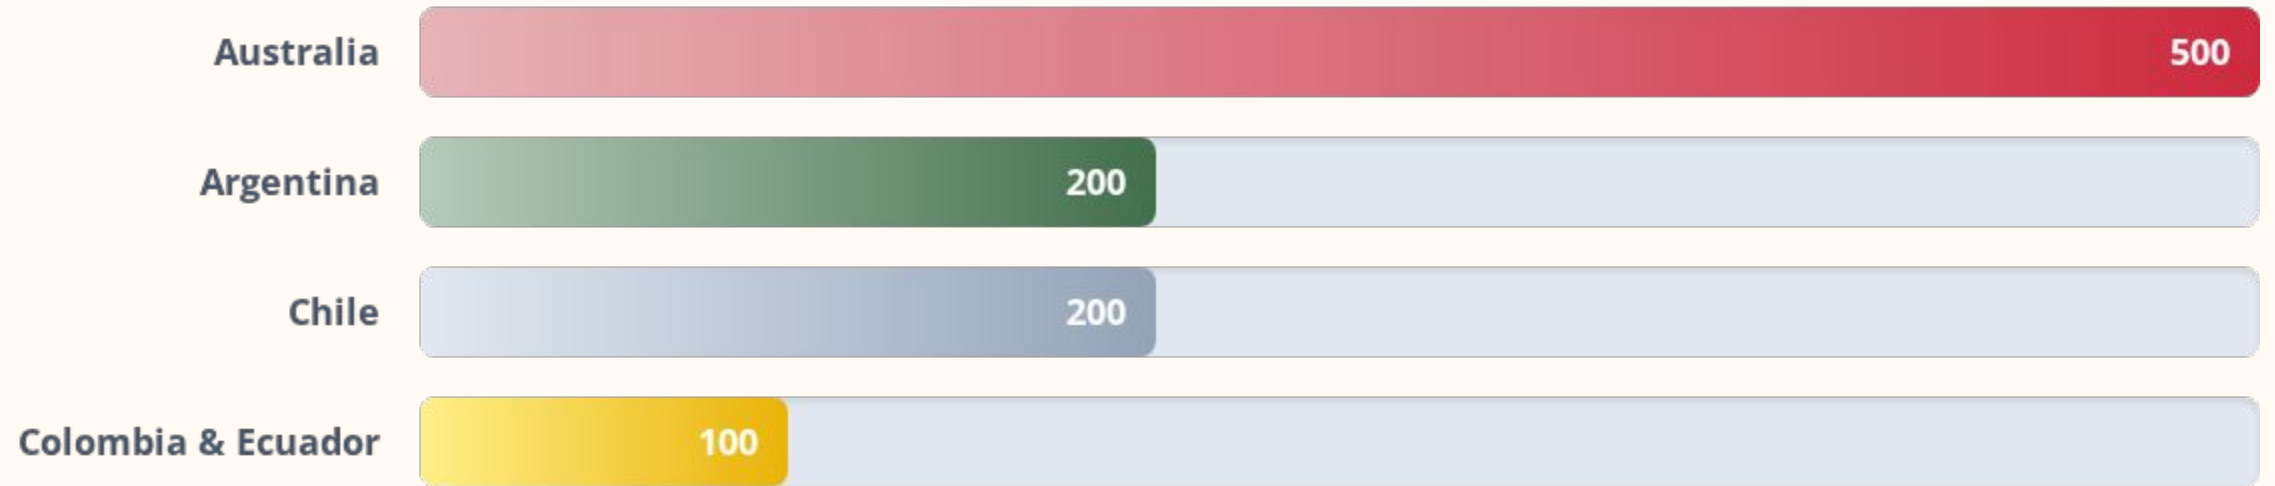 Australia 500
Argentina 200
Chile 200
Colombia & Ecuador 100